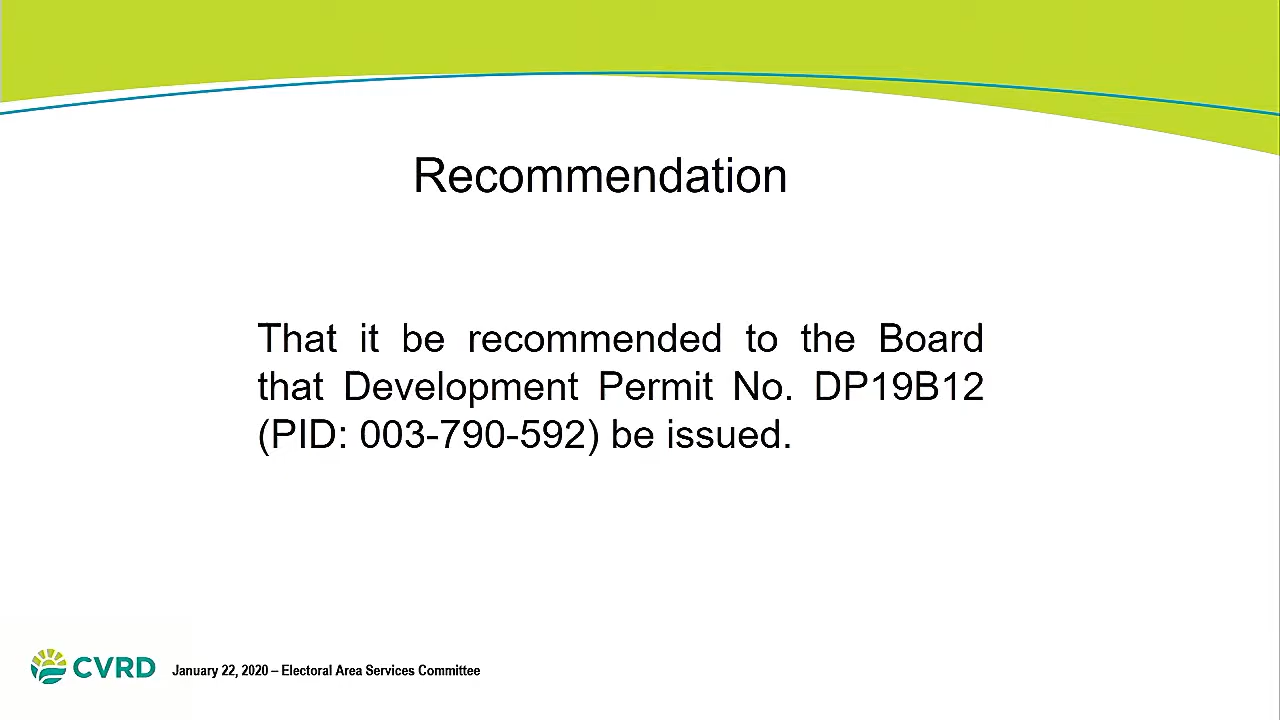 Recommendation
That it be recommended to the Board
that Development Permit No. DP19B12
(PID: 003-790-592) be issued.
CVRD January 22, 2020 – Electoral Area Services Committee